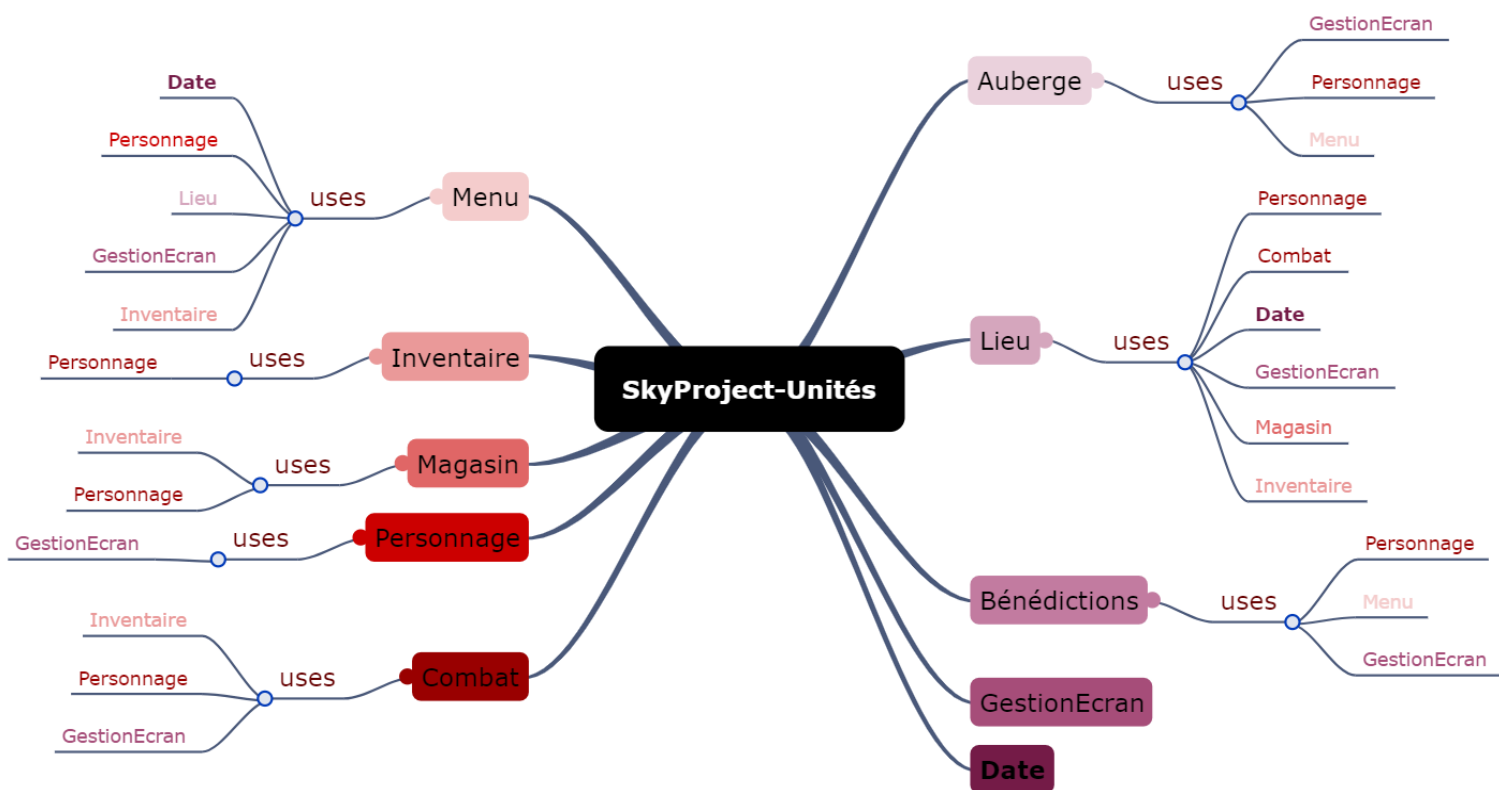 SkyProject-Unités
Menu
uses
Date
Personnage
Lieu
GestionEcran
Inventaire
Inventaire
uses
Personnage
Magasin
uses
Inventaire
Personnage
Personnage
uses
GestionEcran
Combat
uses
Inventaire
Personnage
GestionEcran
Auberge
uses
GestionEcran
Personnage
Menu
Lieu
uses
Personnage
Combat
Date
GestionEcran
Magasin
Inventaire
Bénédictions
uses
Personnage
Menu
GestionEcran
GestionEcran
Date